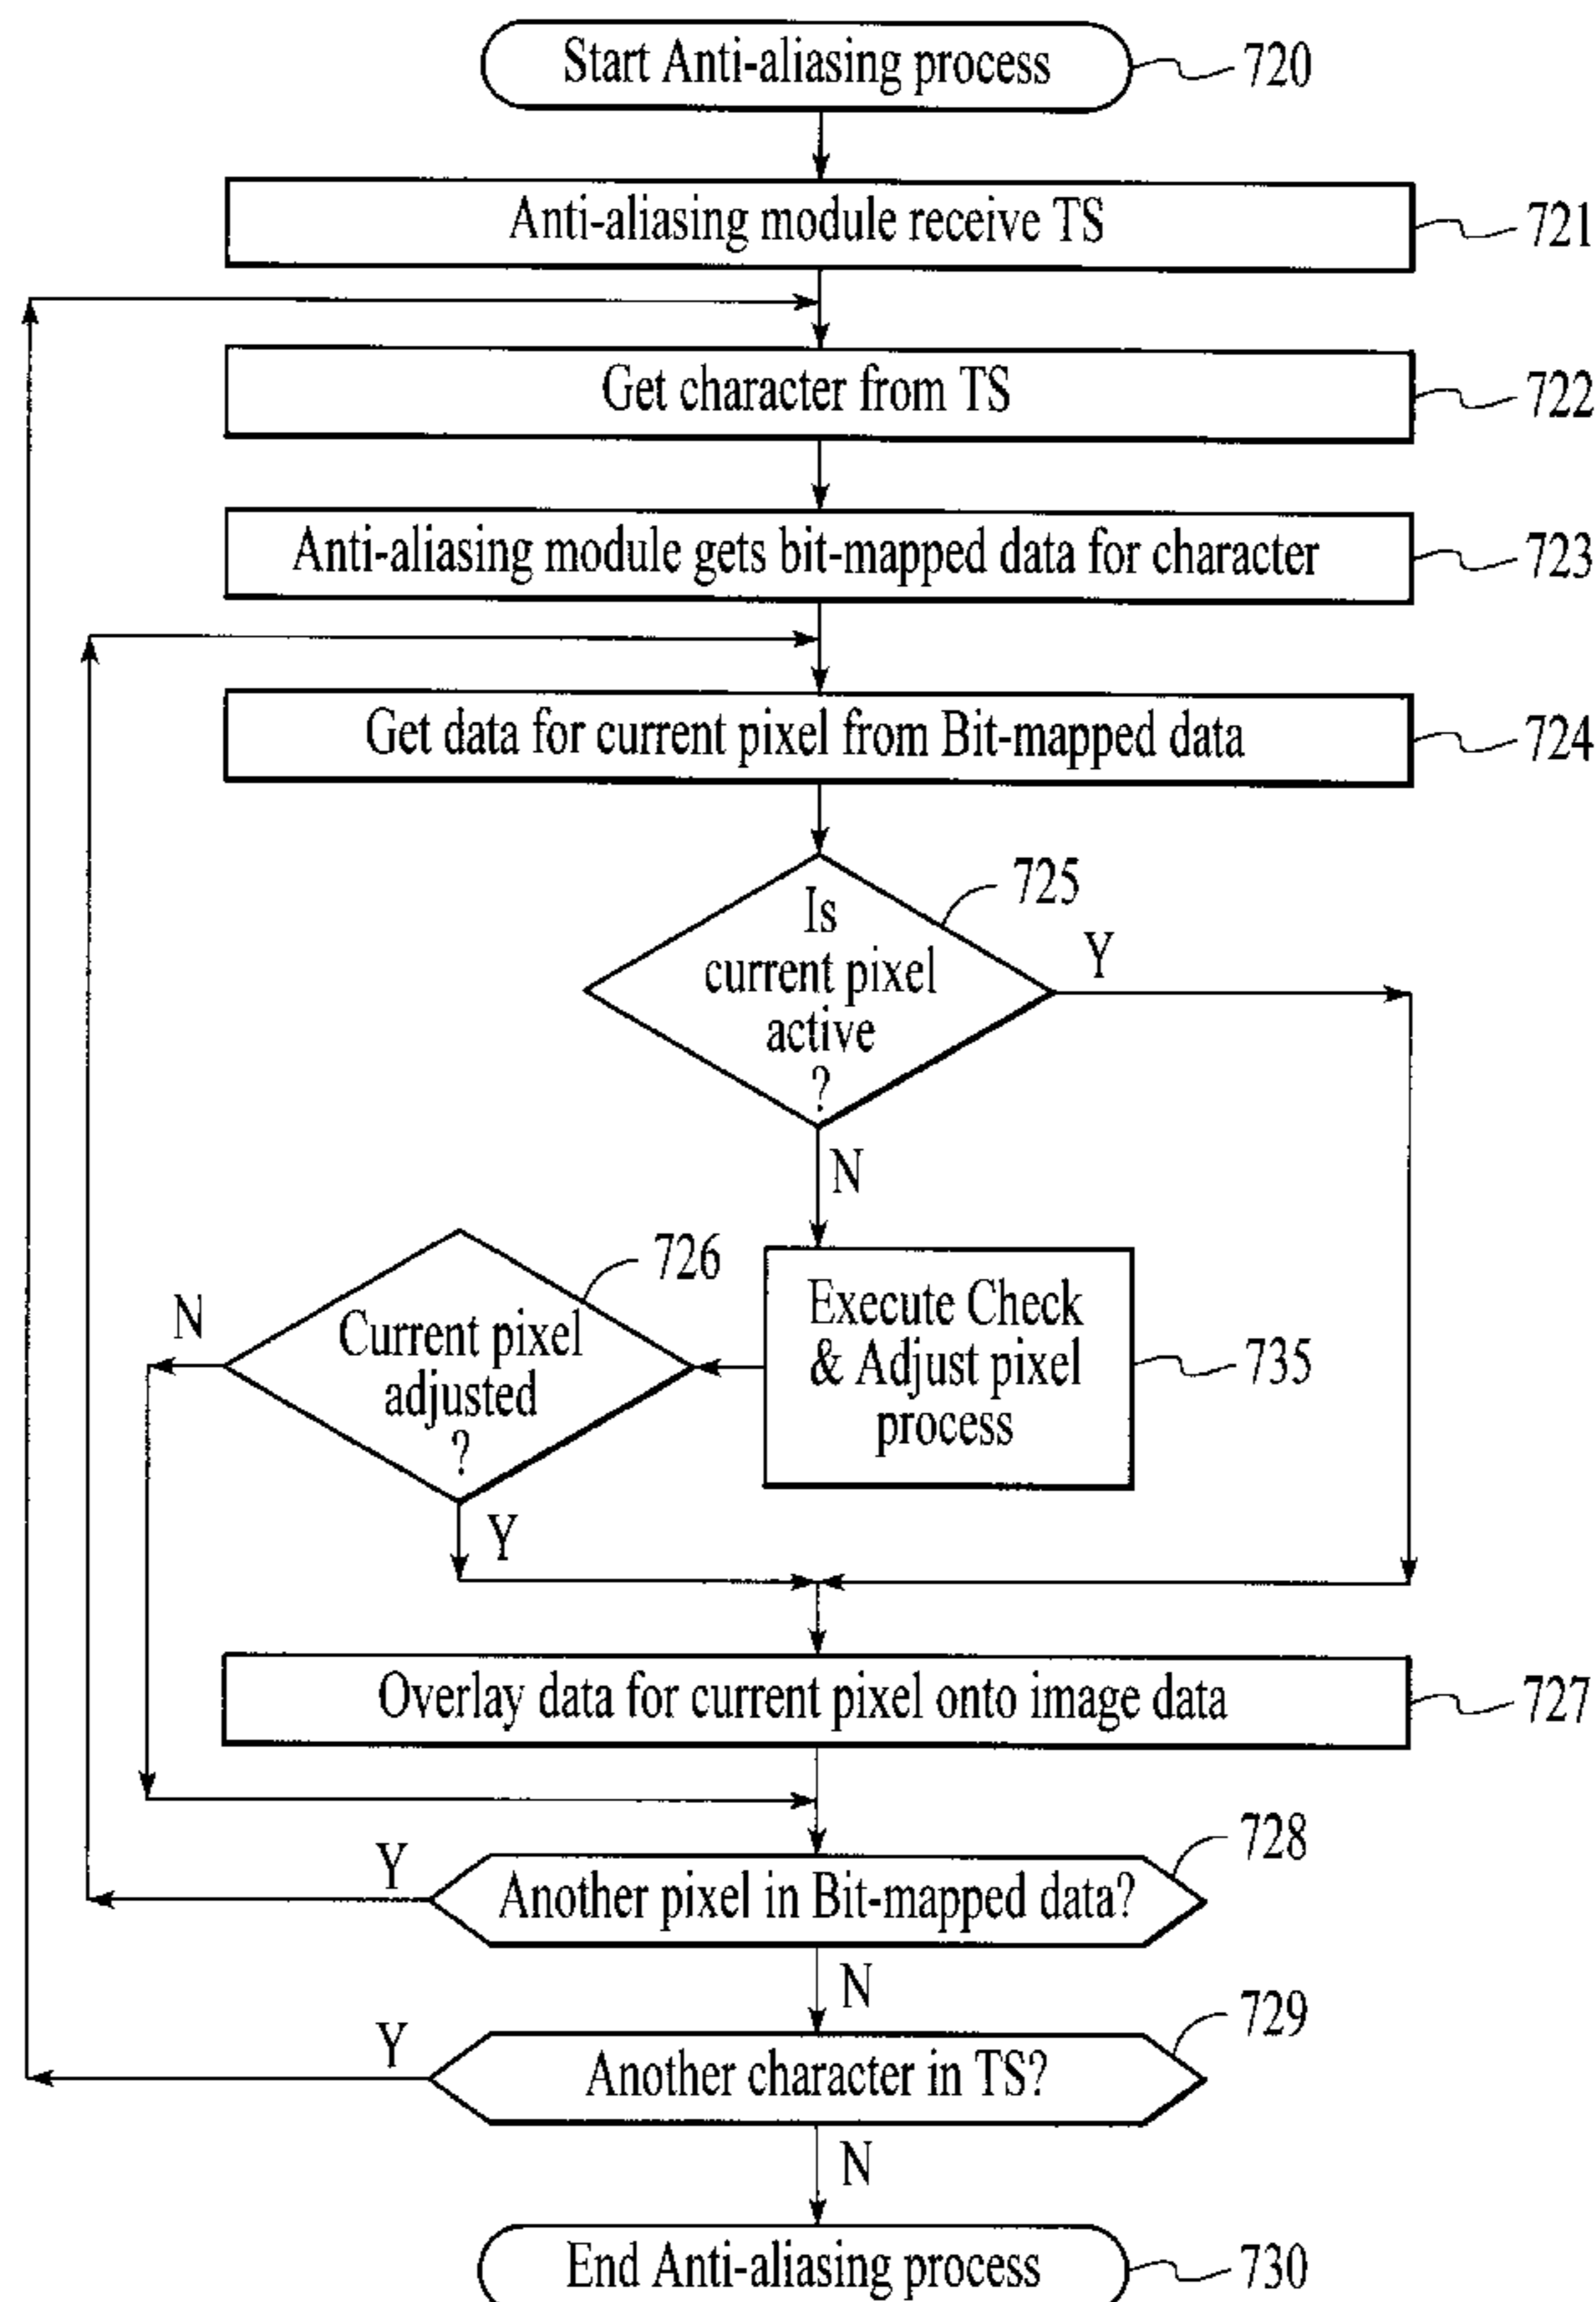 Start Anti-aliasing process
720
Anti-aliasing module receive TS
721
Get character from TS
722
Anti-aliasing module gets bit-mapped data for character
723
Get data for current pixel from Bit-mapped data
724
Is
current pixel
active
?
725
Y
N
Current pixel
adjusted
?
726
N
Y
Execute Check
& Adjust pixel
process
735
Overlay data for current pixel onto image data
727
Another pixel in Bit-mapped data?
728
Y
N
Another character in TS?
729
Y
N
End Anti-aliasing process
730